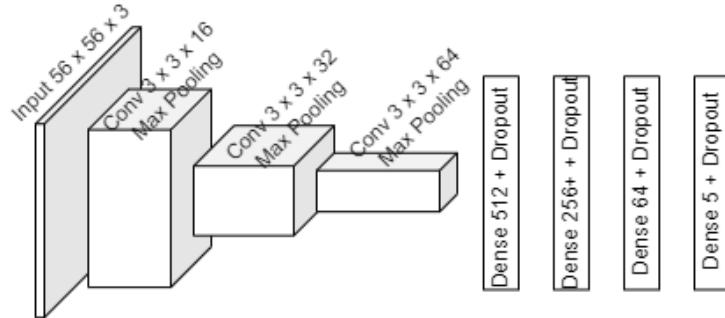 Input 56 x 56 x 3
Conv 3 x 3 x 16
Max Pooling
Conv 3 x 3 x 32
Max Pooling
Conv 3 x 3 x 64
Max Pooling
Dense 512 + Dropout
Dense 256+ + Dropout
Dense 64 + Dropout
Dense 5 + Dropout